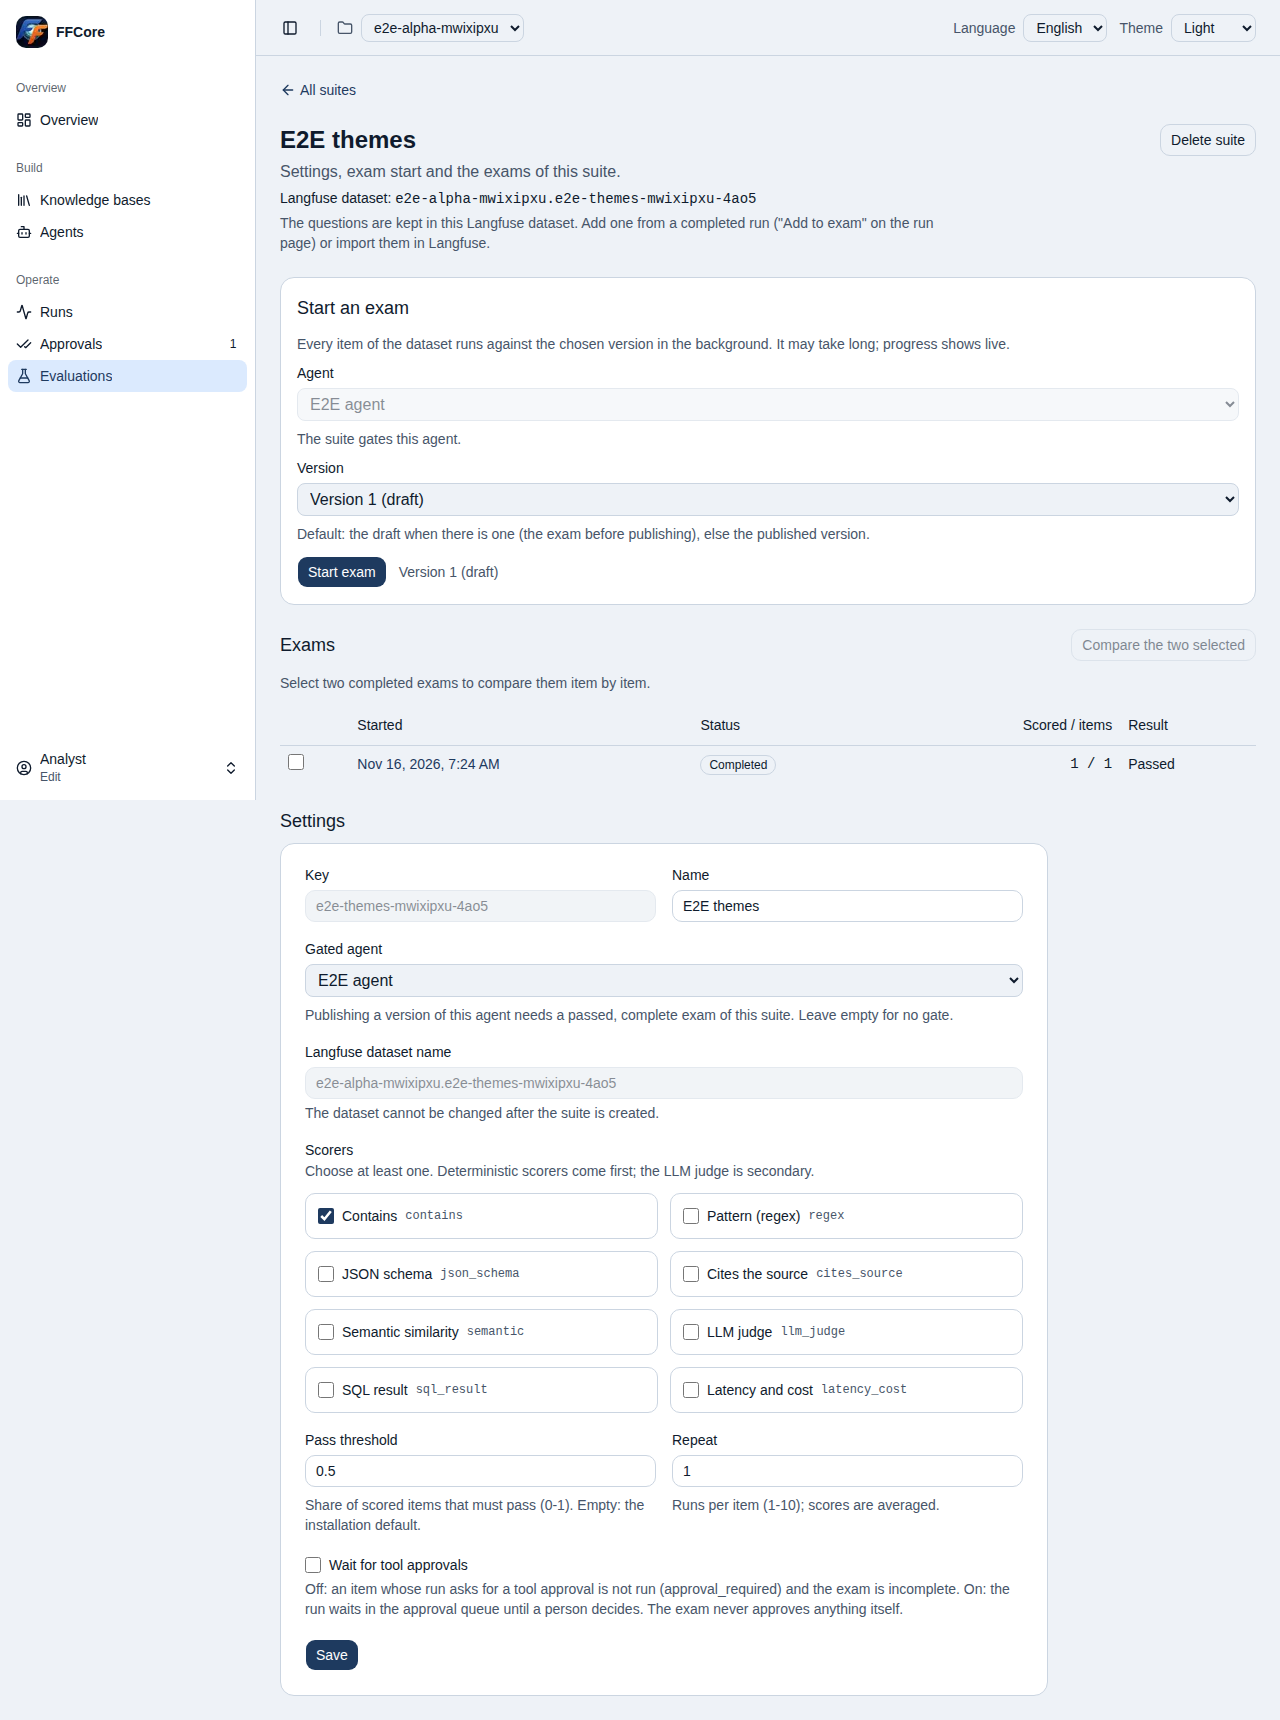 FFCore
e2e-alpha-mwixipxu
Language English Theme Light
Overview
Overview
Build
Knowledge bases
Agents
Operate
Runs
Approvals 1
Evaluations
Analyst
Edit
All suites
E2E themes
Delete suite
Settings, exam start and the exams of this suite.
Langfuse dataset: e2e-alpha-mwixipxu.e2e-themes-mwixipxu-4ao5
The questions are kept in this Langfuse dataset. Add one from a completed run ("Add to exam" on the run
page) or import them in Langfuse.
Start an exam
Every item of the dataset runs against the chosen version in the background. It may take long; progress shows live.
Agent
E2E agent
The suite gates this agent.
Version
Version 1 (draft)
Default: the draft when there is one (the exam before publishing), else the published version.
Start exam Version 1 (draft)
Exams
Compare the two selected
Select two completed exams to compare them item by item.
Started Status Scored / items Result
Nov 16, 2026, 7:24 AM Completed 1 / 1 Passed
Settings
Key Name
e2e-themes-mwixipxu-4ao5 E2E themes
Gated agent
E2E agent
Publishing a version of this agent needs a passed, complete exam of this suite. Leave empty for no gate.
Langfuse dataset name
e2e-alpha-mwixipxu.e2e-themes-mwixipxu-4ao5
The dataset cannot be changed after the suite is created.
Scorers
Choose at least one. Deterministic scorers come first; the LLM judge is secondary.
Contains contains Pattern (regex) regex
JSON schema json_schema Cites the source cites_source
Semantic similarity semantic LLM judge llm_judge
SQL result sql_result Latency and cost latency_cost
Pass threshold Repeat
0.5 1
Share of scored items that must pass (0-1). Empty: the
installation default.
Runs per item (1-10); scores are averaged.
Wait for tool approvals
Off: an item whose run asks for a tool approval is not run (approval_required) and the exam is incomplete. On: the
run waits in the approval queue until a person decides. The exam never approves anything itself.
Save